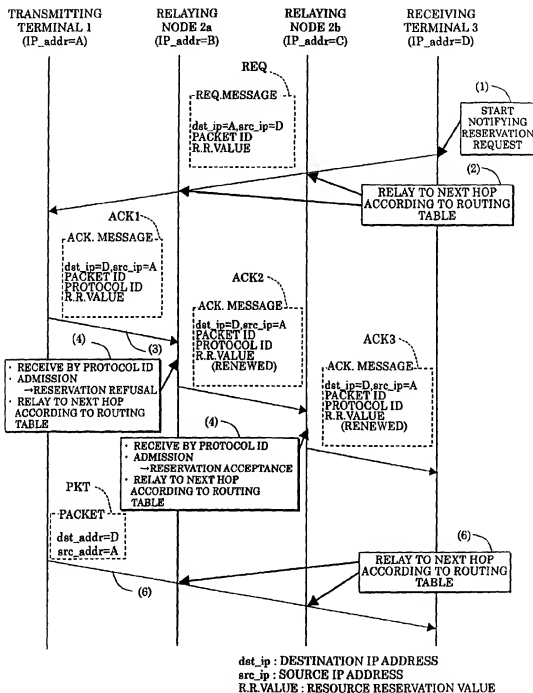 TRANSMITTING
TERMINAL 1
(IP_addr=A)
RELAYING
NODE 2a
(IP_addr=B)
RELAYING
NODE 2b
(IP_addr=C)
RECEIVING
TERMINAL 3
(IP_addr=D)
REQ
REQ.MESSAGE
dst_ip=A,src_ip=D
PACKET ID
R.R.VALUE
(1)
START
NOTIFYING
RESERVATION
REQUEST
(2)
RELAY TO NEXT HOP
ACCORDING TO ROUTING
TABLE
ACK1
ACK. MESSAGE
dst_ip=D,src_ip=A
PACKET ID
PROTOCOL ID
R.R.VALUE
(3)
ACK2
ACK. MESSAGE
dst_ip=D,src_ip=A
PACKET ID
PROTOCOL ID
R.R.VALUE
(RENEWED)
ACK3
ACK. MESSAGE
dst_ip=D,src_ip=A
PACKET ID
PROTOCOL ID
R.R.VALUE
(RENEWED)
(4)
· RECEIVE BY PROTOCOL ID
· ADMISSION
→RESERVATION REFUSAL
· RELAY TO NEXT HOP
ACCORDING TO ROUTING
TABLE
(4)
· RECEIVE BY PROTOCOL ID
· ADMISSION
→RESERVATION ACCEPTANCE
· RELAY TO NEXT HOP
ACCORDING TO ROUTING
TABLE
PKT
PACKET
dst_addr=D
src_addr=A
(6)
(6)
RELAY TO NEXT HOP
ACCORDING TO ROUTING
TABLE
dst_ip : DESTINATION IP ADDRESS
src_ip : SOURCE IP ADDRESS
R.R.VALUE : RESOURCE RESERVATION VALUE